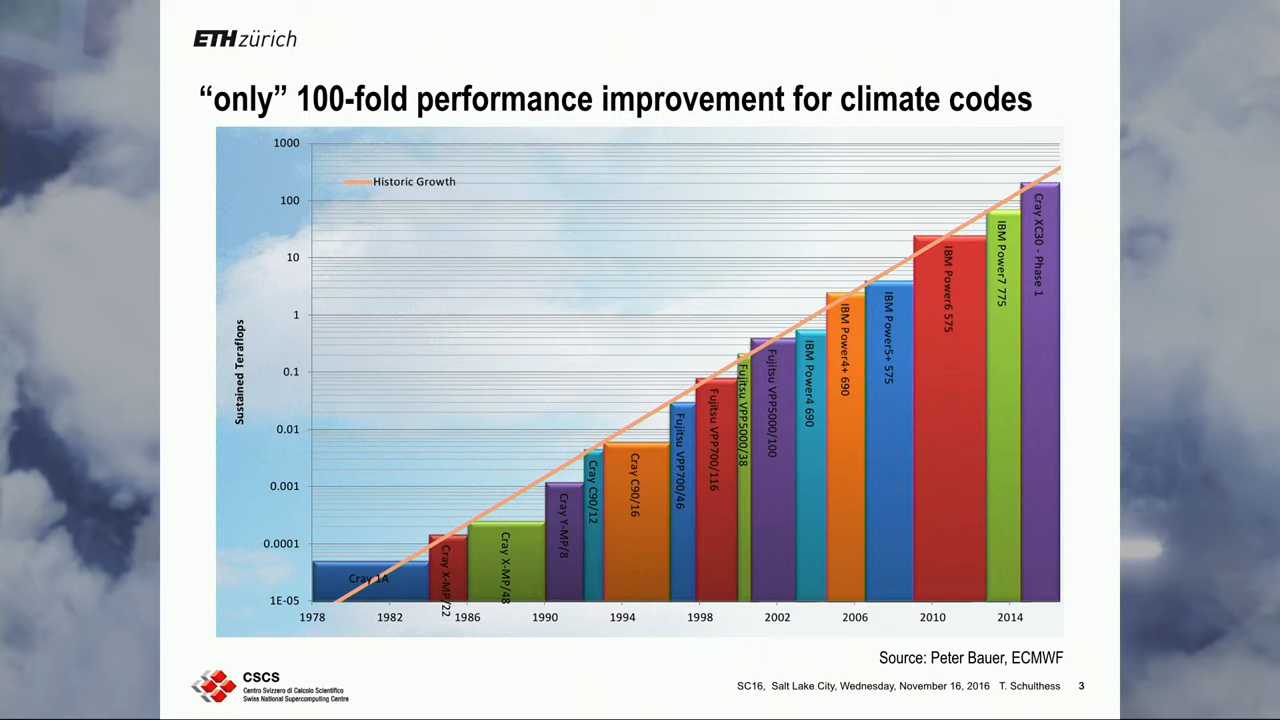 ETH zürich
“only” 100-fold performance improvement for climate codes
1000
100
10
1
0.1
0.01
0.001
0.0001
1E-05
Sustained Teraflops
Historic Growth
Cray 1A
Cray X-MP/22
Cray X-MP/48
Cray Y-MP/8
Cray C90/12
Cray C90/16
Fujitsu VPP700/46
Fujitsu VPP700/116
Fujitsu VPP5000/38
Fujitsu VPP5000/100
IBM Power4 690
IBM Power4+ 690
IBM Power5+ 575
IBM Power6 575
IBM Power7 775
Cray XC30 - Phase 1
1978 1982 1986 1990 1994 1998 2002 2006 2010 2014
Source: Peter Bauer, ECMWF
CSCS
Centro Svizzero di Calcolo Scientifico
Swiss National Supercomputing Centre
SC16, Salt Lake City, Wednesday, November 16, 2016 T. Schulthess 3